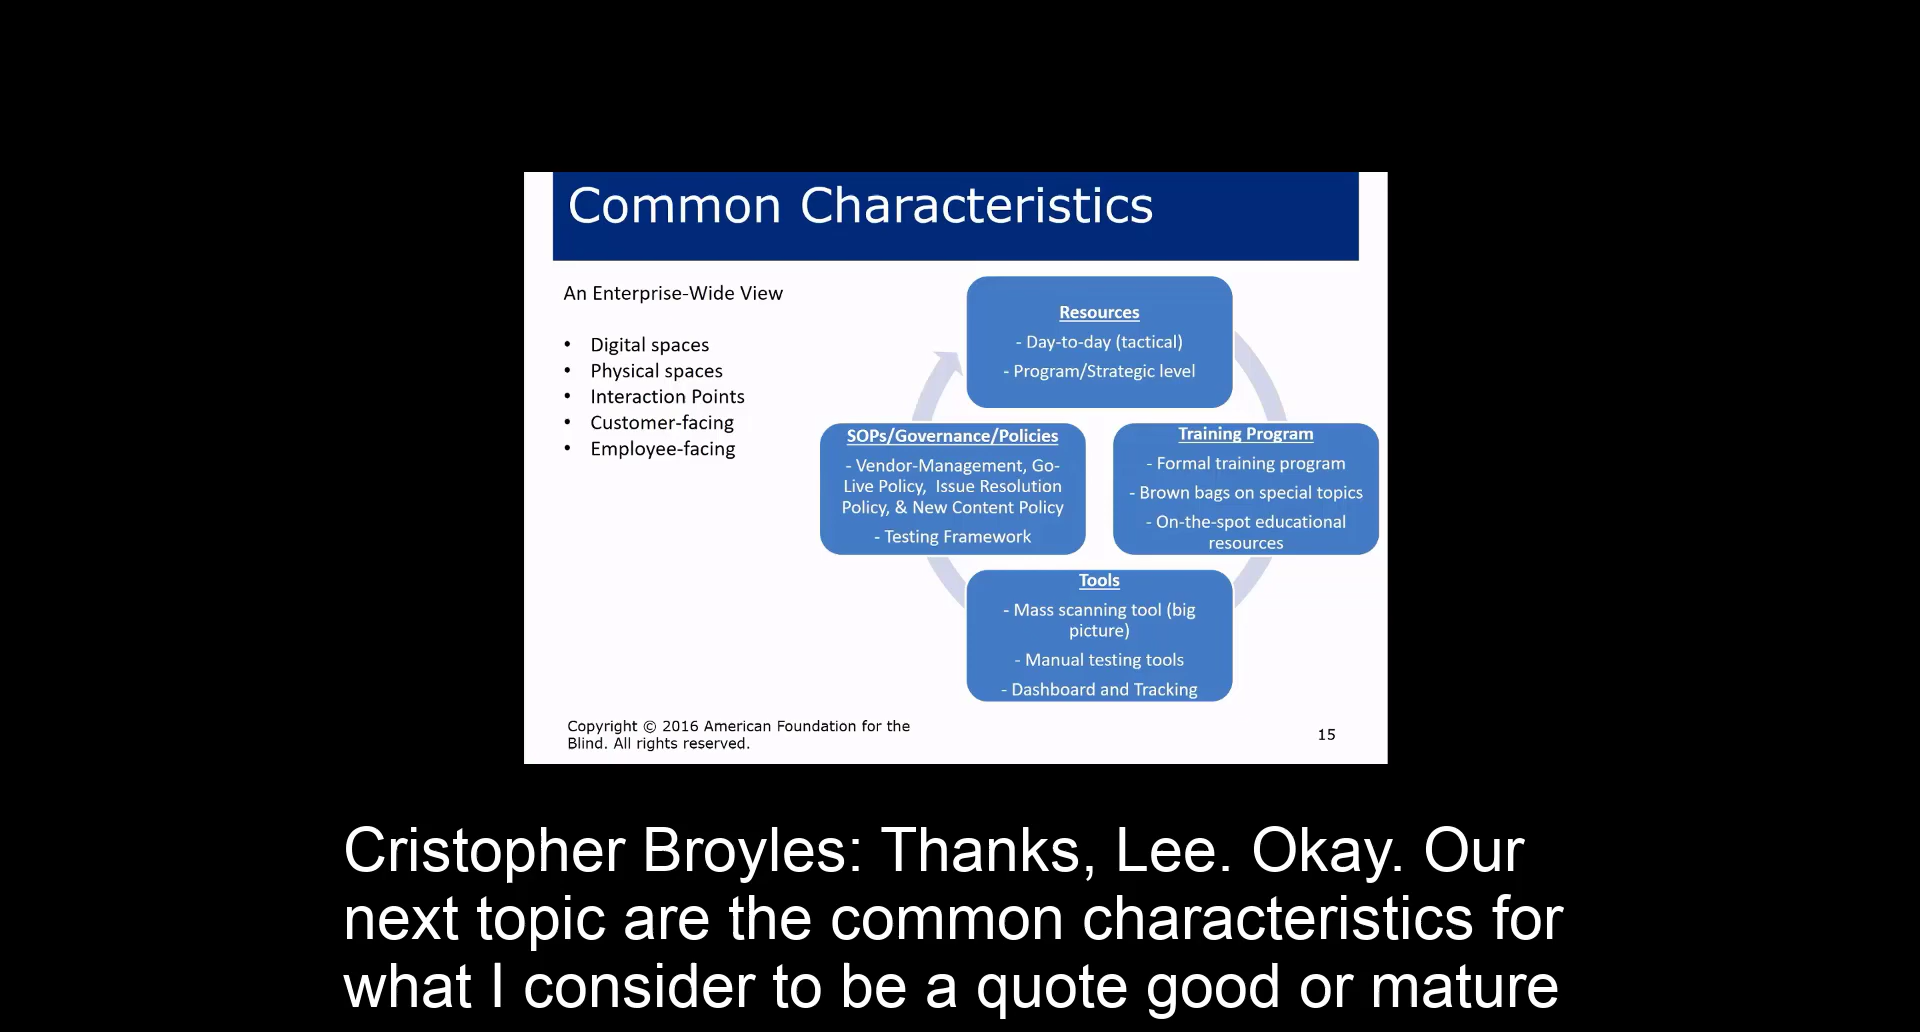 Common Characteristics
An Enterprise-Wide View
• Digital spaces
• Physical spaces
• Interaction Points
• Customer-facing
• Employee-facing
Resources
- Day-to-day (tactical)
- Program/Strategic level
SOPs/Governance/Policies
- Vendor-Management, Go-
Live Policy, Issue Resolution
Policy, & New Content Policy
- Testing Framework
Training Program
- Formal training program
- Brown bags on special topics
- On-the-spot educational
resources
Tools
- Mass scanning tool (big
picture)
- Manual testing tools
- Dashboard and Tracking
Copyright © 2016 American Foundation for the
Blind. All rights reserved.
15
Cristopher Broyles: Thanks, Lee. Okay. Our
next topic are the common characteristics for
what I consider to be a quote good or mature